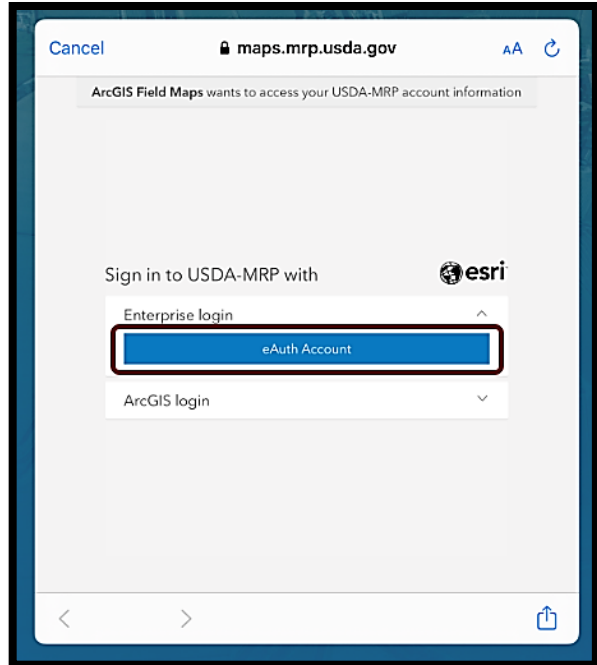 Cancel maps.mrp.usda.gov AA
ArcGIS Field Maps wants to access your USDA-MRP account information
Sign in to USDA-MRP with esri
Enterprise login
eAuth Account
ArcGIS login